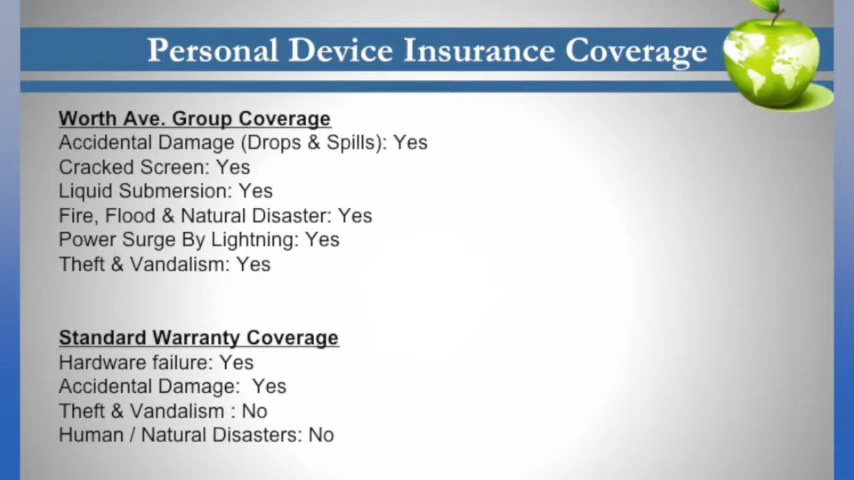 Personal Device Insurance Coverage
Worth Ave. Group Coverage
Accidental Damage (Drops & Spills): Yes
Cracked Screen: Yes
Liquid Submersion: Yes
Fire, Flood & Natural Disaster: Yes
Power Surge By Lightning: Yes
Theft & Vandalism: Yes
Standard Warranty Coverage
Hardware failure: Yes
Accidental Damage:  Yes
Theft & Vandalism : No
Human / Natural Disasters: No